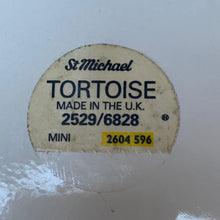 St Michael
TORTOISE
MADE IN THE U.K.
2529/6828 ®
MINI 2604 596